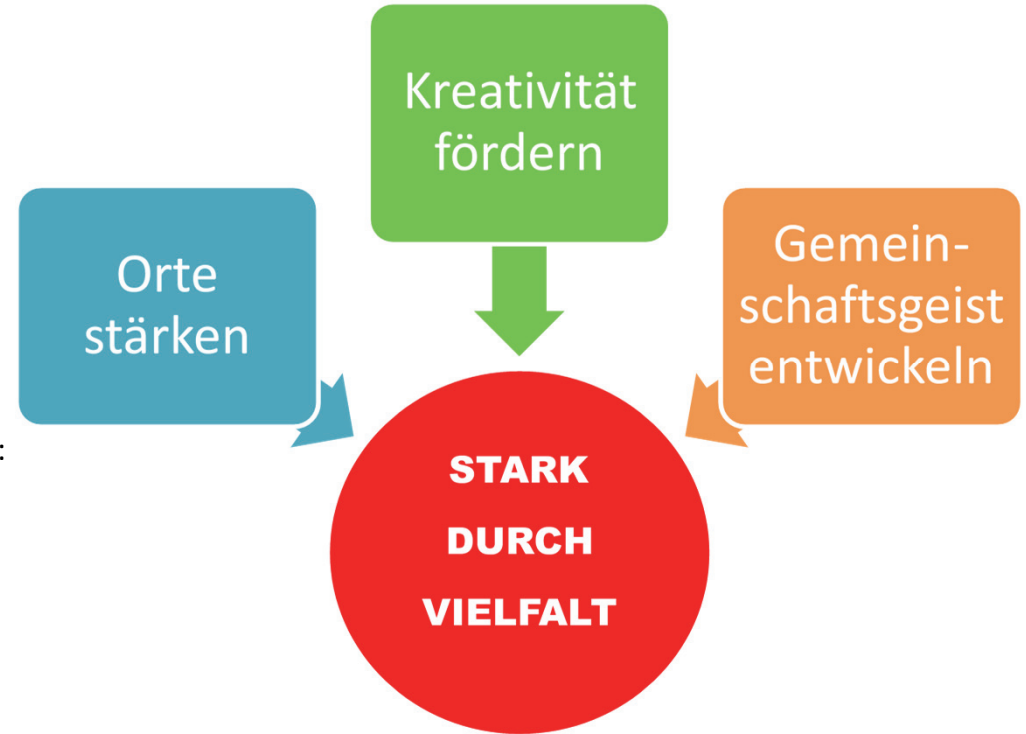 Kreativität
fördern
Orte
stärken
Gemein-
schaftsgeist
entwickeln
:
STARK
DURCH
VIELFALT